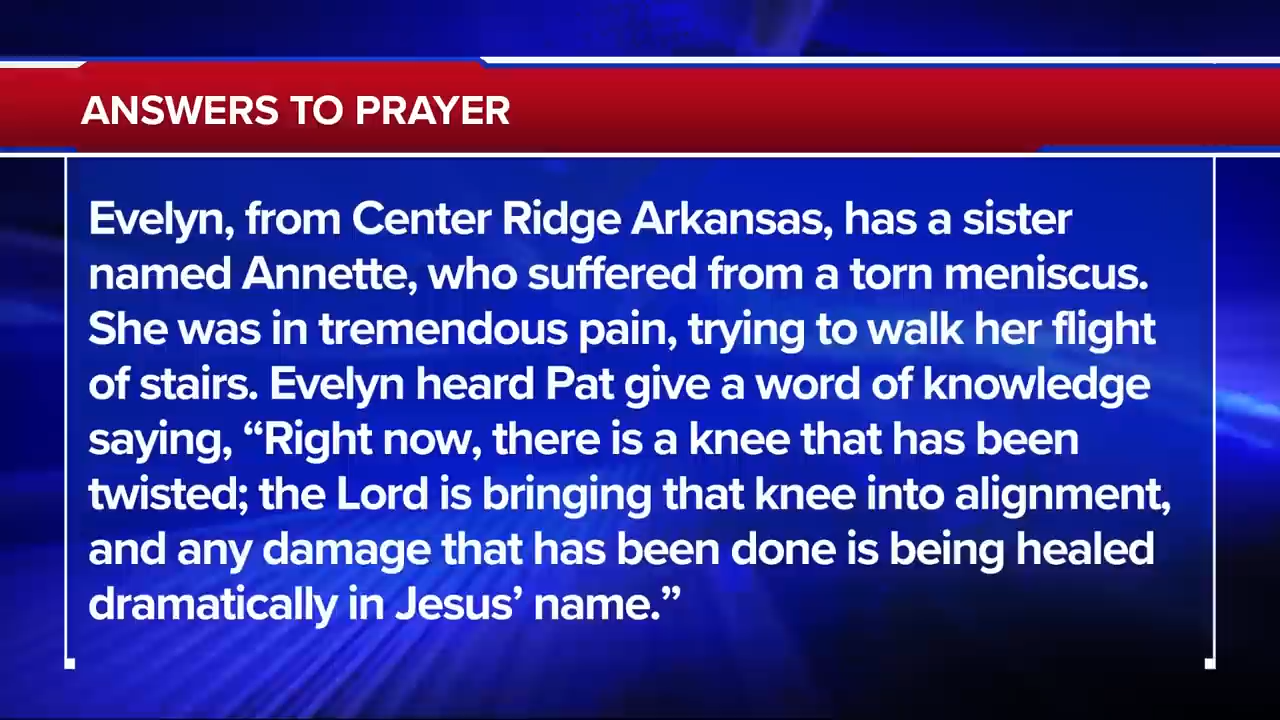 ANSWERS TO PRAYER
Evelyn, from Center Ridge Arkansas, has a sister
named Annette, who suffered from a torn meniscus.
She was in tremendous pain, trying to walk her flight
of stairs. Evelyn heard Pat give a word of knowledge
saying, “Right now, there is a knee that has been
twisted; the Lord is bringing that knee into alignment,
and any damage that has been done is being healed
dramatically in Jesus’ name.”